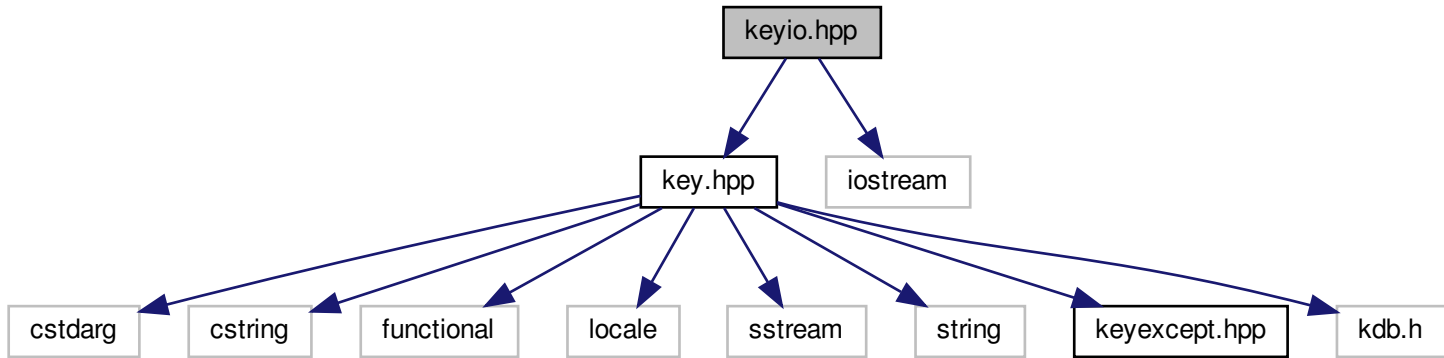 keyio.hpp
key.hpp
iostream
cstdarg
cstring
functional
locale
sstream
string
keyexcept.hpp
kdb.h